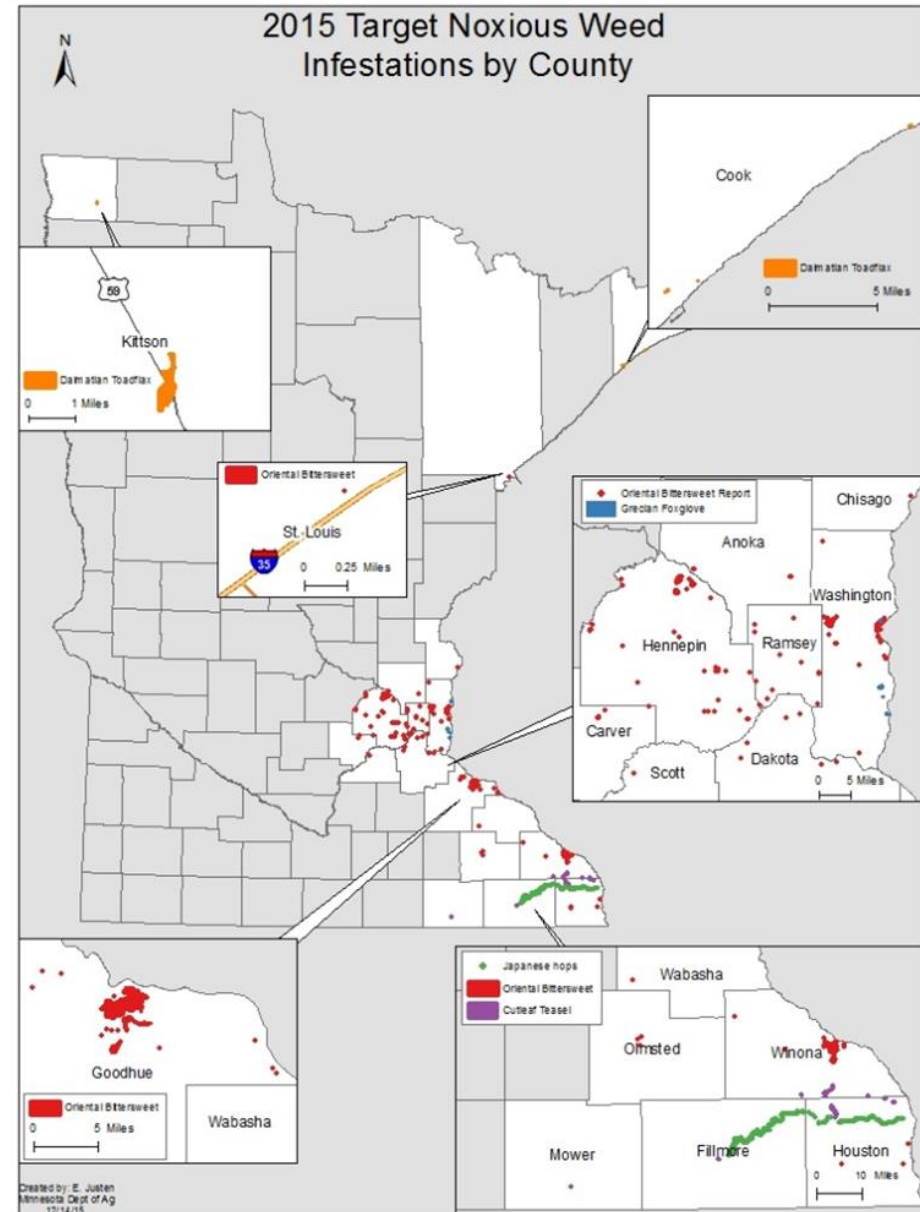 2015 Target Noxious Weed
Infestations by County
N
Cook
Dalmatian Toadflax
0 5 Miles
59
Kittson
Dalmatian Toadflax
0 1 Miles
Oriental Bittersweet
St. Louis
35
0 0.25 Miles
Oriental Bittersweet Report
Grecian Foxglove
Chisago
Anoka
Washington
Hennepin
Ramsey
Carver
Scott
Dakota
0 5 Miles
Goodhue
Oriental Bittersweet
0 5 Miles
Wabasha
Japanese hops
Oriental Bittersweet
Cutleaf Teasel
Wabasha
Olmsted
Winona
Mower
Fillmore
Houston
0 10 Miles
Created by: E. Justen
Minnesota Dept of Ag
12/14/15